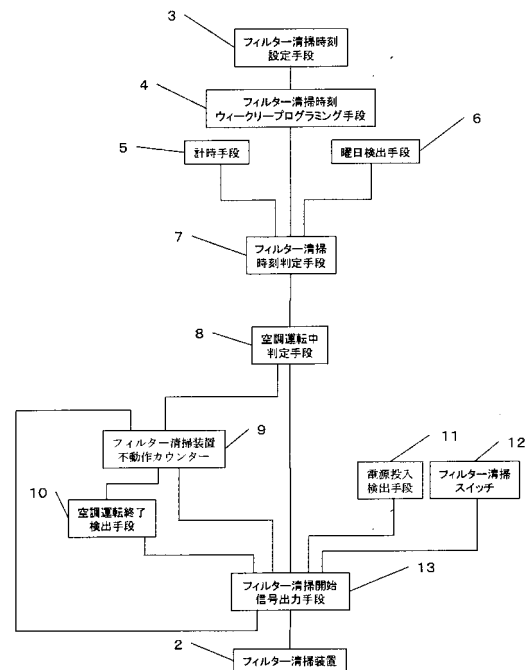 3
フィルター清掃時刻
設定手段
4
フィルター清掃時刻
ウィークリープログラミング手段
5
計時手段
6
曜日検出手段
7
フィルター清掃
時刻判定手段
8
空調運転中
判定手段
9
フィルター清掃装置
不動作カウンター
10
空調運転終了
検出手段
11
電源投入
検出手段
12
フィルター清掃
スイッチ
13
フィルター清掃開始
信号出力手段
2
フィルター清掃装置